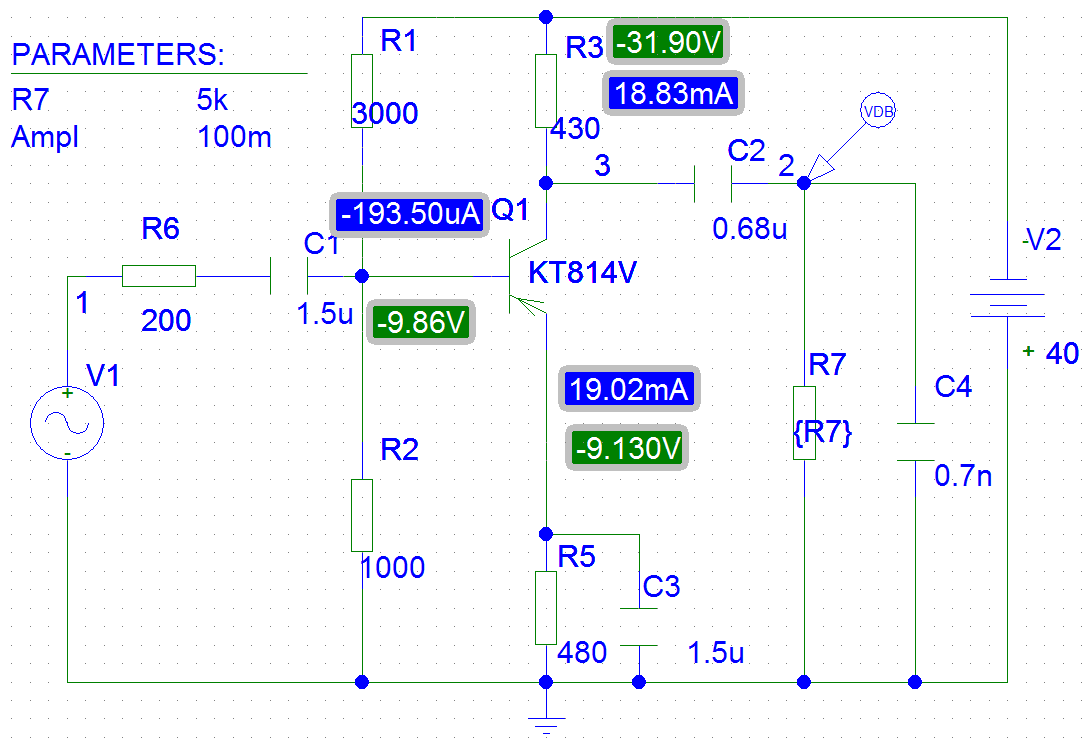 PARAMETERS:
R7 5k
Ampl 100m
R1
3000
R3
-31.90V
18.83mA
430
3
C2
2
VDB
0.68u
-193.50uA
Q1
R6
C1
KT814V
1
200
1.5u
-9.86V
- V2
+ 40
V1
+
-
19.02mA
-9.130V
R7
{R7}
C4
0.7n
R2
1000
R5
480
C3
1.5u